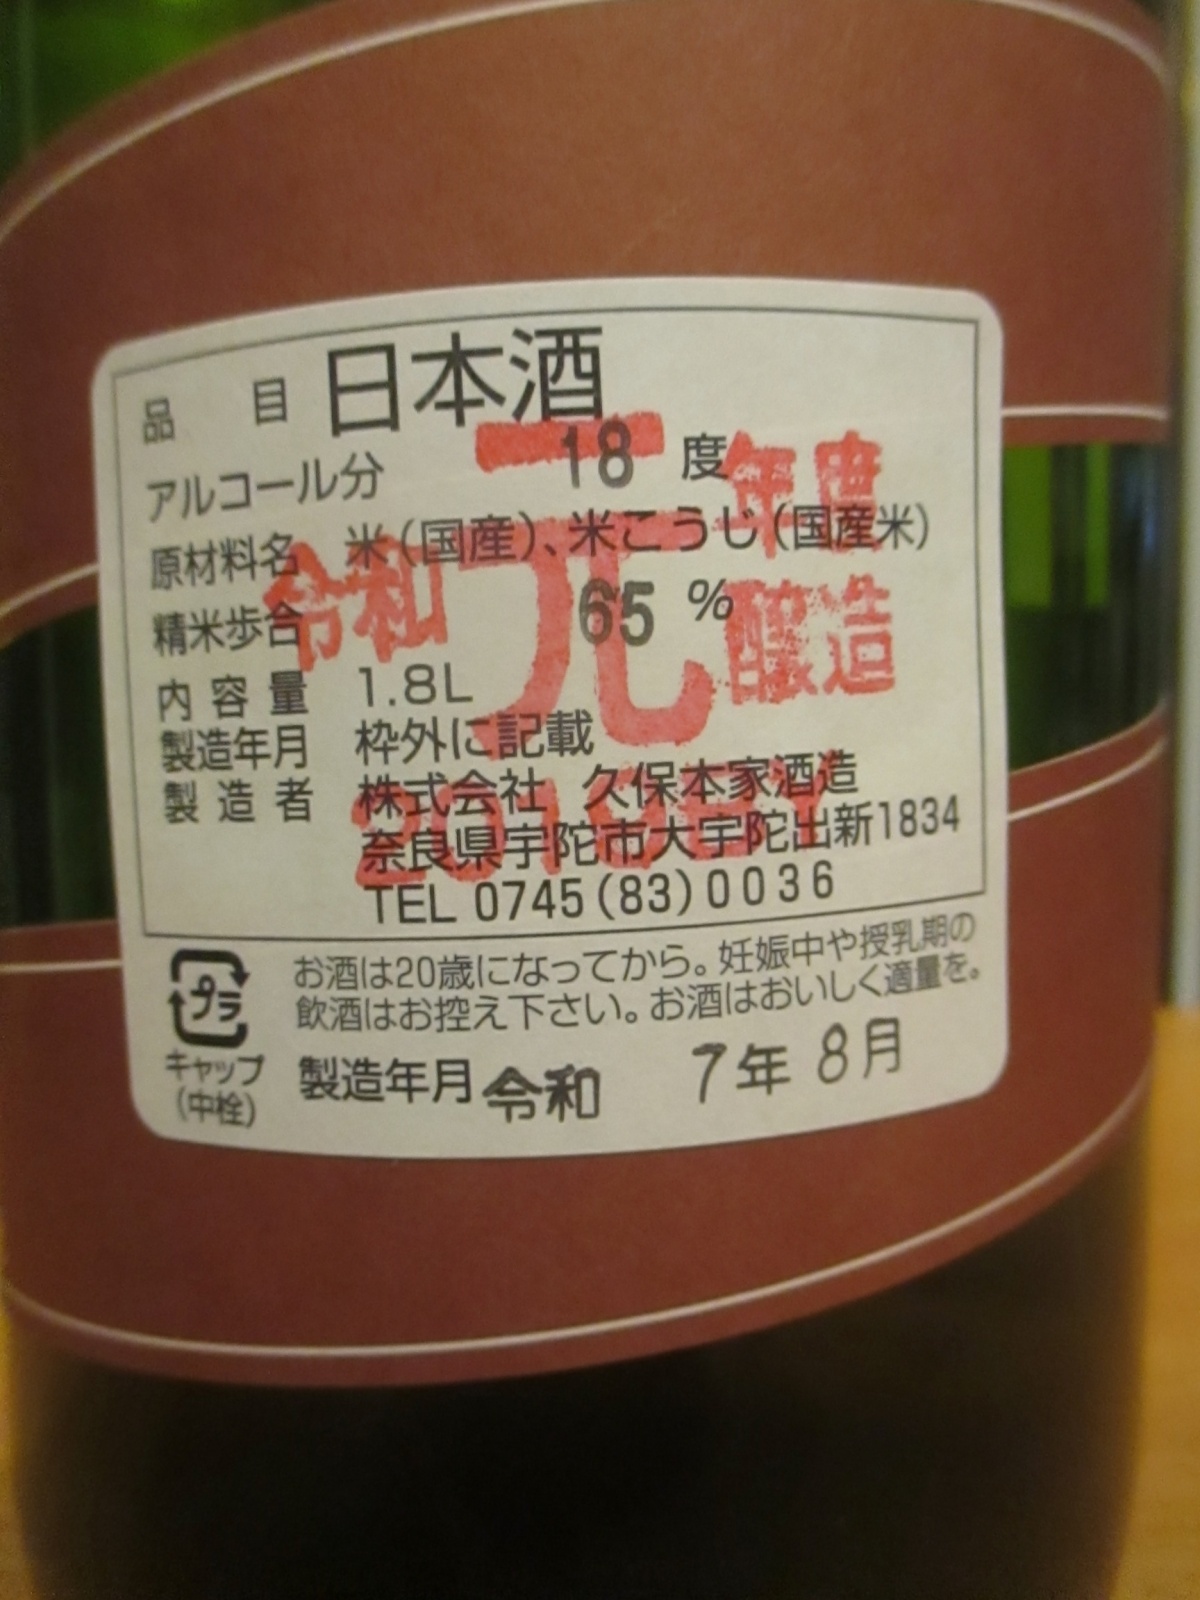 品目 日本酒
アルコール分 18 度
原材料名 米(国産)、米こうじ(国産米)
精米歩合 65 %
内容量 1.8L
製造年月 枠外に記載
製造者 株式会社 久保本家酒造
奈良県宇陀市大宇陀出新1834
TEL 0745(83)0036
令和元年度醸造
2019BY
プラ
キャップ
(中栓)
お酒は20歳になってから。妊娠中や授乳期の
飲酒はお控え下さい。お酒はおいしく適量を。
製造年月 令和 7年 8月